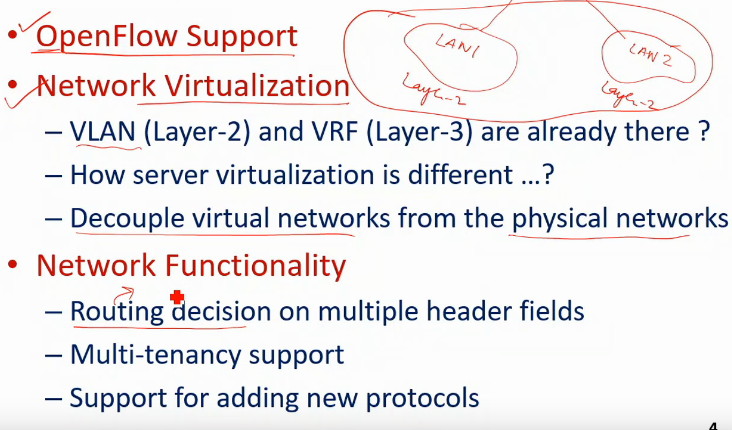 • OpenFlow Support
LAN1
LAN2
• Network Virtualization
Layer-2
Layer-2
– VLAN (Layer-2) and VRF (Layer-3) are already there ?
– How server virtualization is different ...?
– Decouple virtual networks from the physical networks
• Network Functionality
– Routing decision on multiple header fields
– Multi-tenancy support
– Support for adding new protocols
4